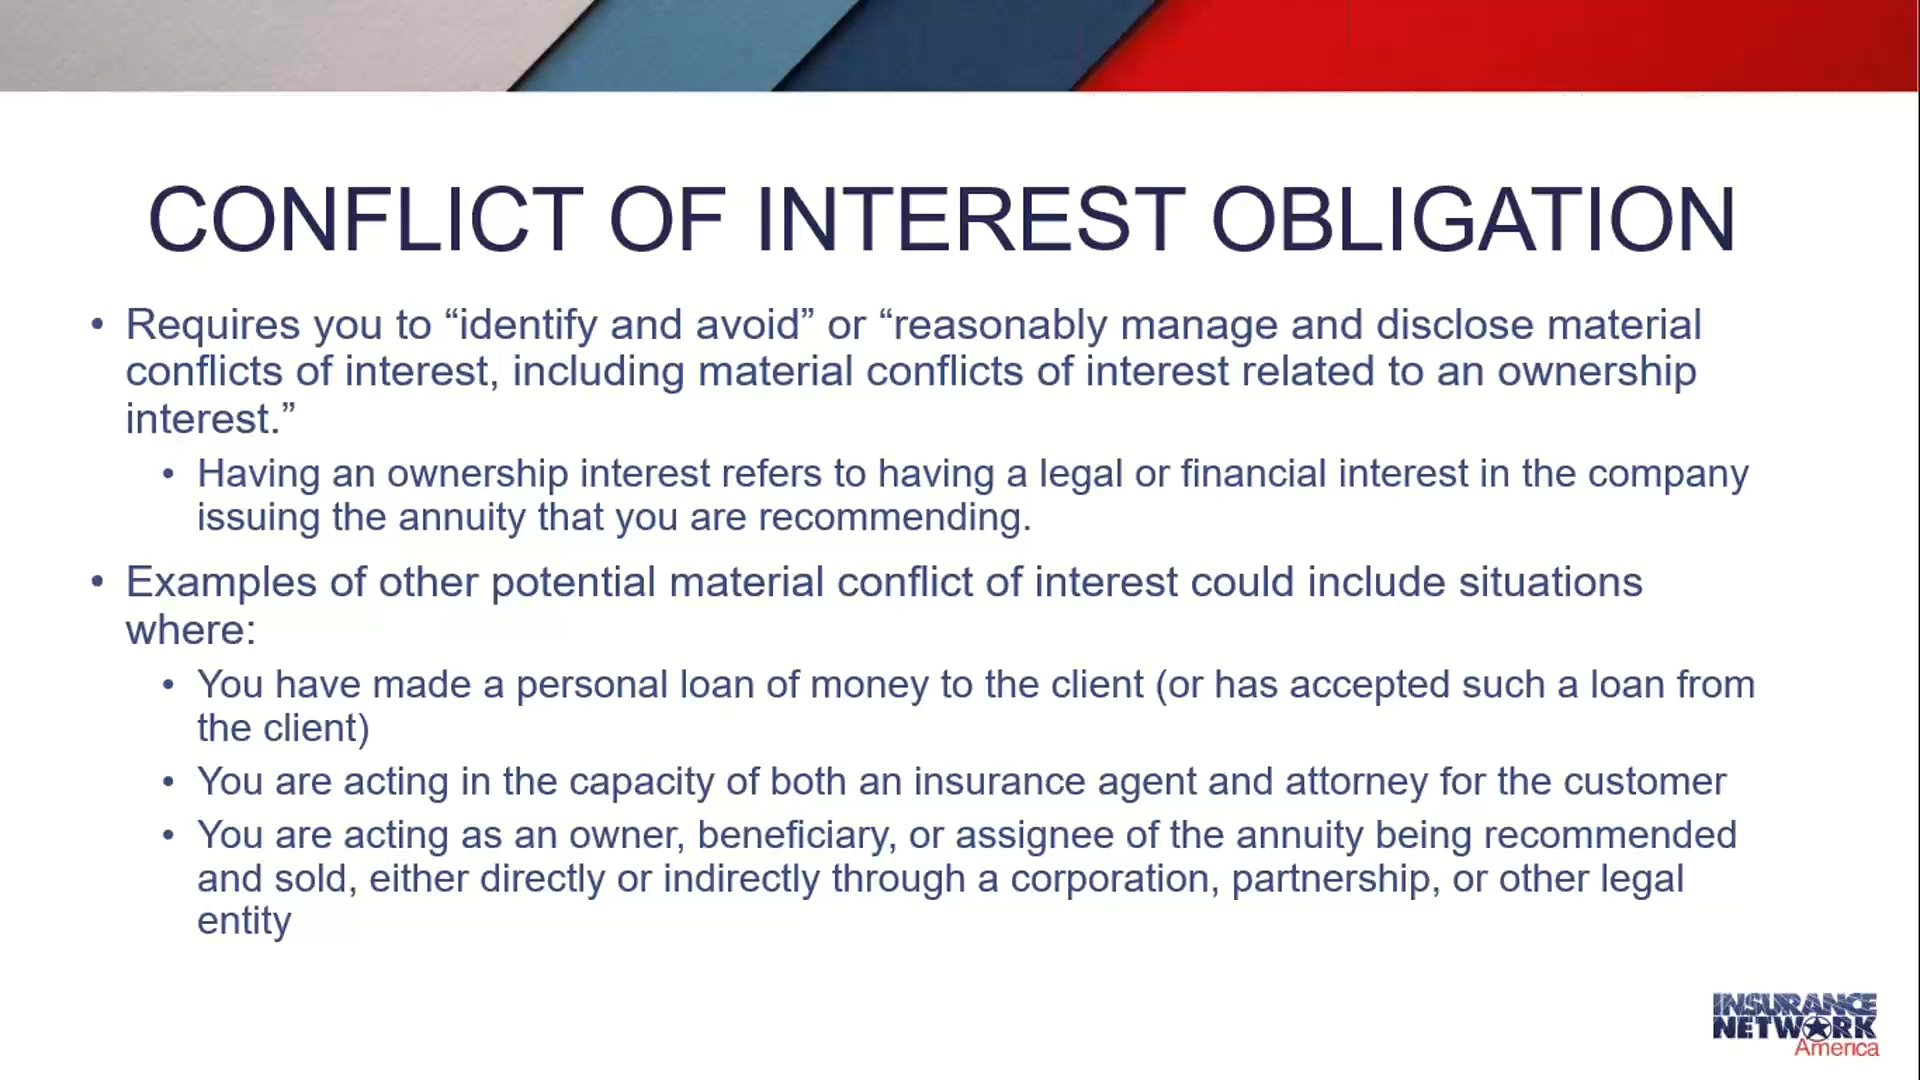 CONFLICT OF INTEREST OBLIGATION
• Requires you to “identify and avoid” or “reasonably manage and disclose material
conflicts of interest, including material conflicts of interest related to an ownership
interest.”
• Having an ownership interest refers to having a legal or financial interest in the company
issuing the annuity that you are recommending.
• Examples of other potential material conflict of interest could include situations
where:
• You have made a personal loan of money to the client (or has accepted such a loan from
the client)
• You are acting in the capacity of both an insurance agent and attorney for the customer
• You are acting as an owner, beneficiary, or assignee of the annuity being recommended
and sold, either directly or indirectly through a corporation, partnership, or other legal
entity
INSURANCE
NETWORK
America